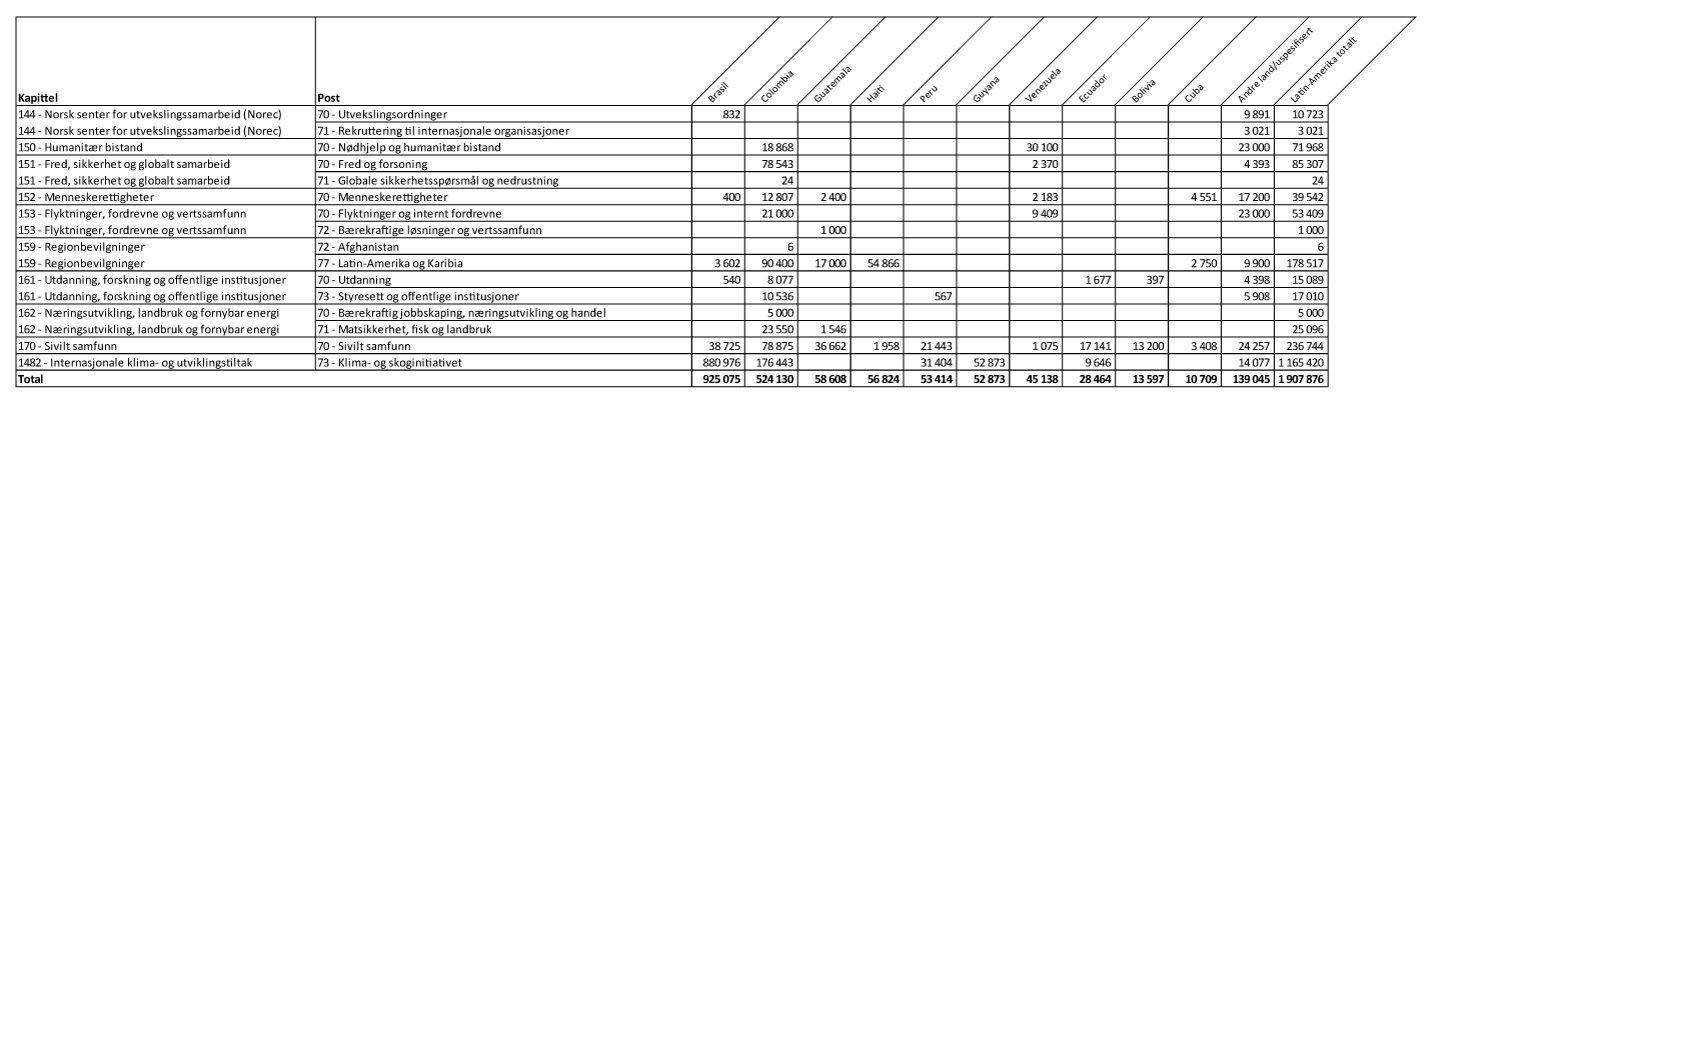 Kapittel Post Brasil Colombia Guatemala Haiti Peru Guyana Venezuela Ecuador Bolivia Cuba Andre land/uspesifisert Latin-Amerika totalt
144 - Norsk senter for utvekslingssamarbeid (Norec) 70 - Utvekslingsordninger 832 9 891 10 723
144 - Norsk senter for utvekslingssamarbeid (Norec) 71 - Rekruttering til internasjonale organisasjoner 3 021 3 021
150 - Humanitær bistand 70 - Nødhjelp og humanitær bistand 18 868 30 100 23 000 71 968
151 - Fred, sikkerhet og globalt samarbeid 70 - Fred og forsoning 78 543 2 370 4 393 85 307
151 - Fred, sikkerhet og globalt samarbeid 71 - Globale sikkerhetsspørsmål og nedrustning 24 24
152 - Menneskerettigheter 70 - Menneskerettigheter 400 12 807 2 400 2 183 4 551 17 200 39 542
153 - Flyktninger, fordrevne og vertssamfunn 70 - Flyktninger og internt fordrevne 21 000 9 409 23 000 53 409
153 - Flyktninger, fordrevne og vertssamfunn 72 - Bærekraftige løsninger og vertssamfunn 1 000 1 000
159 - Regionbevilgninger 72 - Afghanistan 6 6
159 - Regionbevilgninger 77 - Latin-Amerika og Karibia 3 602 90 400 17 000 54 866 2 750 9 900 178 517
161 - Utdanning, forskning og offentlige institusjoner 70 - Utdanning 540 8 077 1 677 397 4 398 15 089
161 - Utdanning, forskning og offentlige institusjoner 73 - Styresett og offentlige institusjoner 10 536 567 5 908 17 010
162 - Næringsutvikling, landbruk og fornybar energi 70 - Bærekraftig jobbskaping, næringsutvikling og handel 5 000 5 000
162 - Næringsutvikling, landbruk og fornybar energi 71 - Matsikkerhet, fisk og landbruk 23 550 1 546 25 096
170 - Sivilt samfunn 70 - Sivilt samfunn 38 725 78 875 36 662 1 958 21 443 1 075 17 141 13 200 3 408 24 257 236 744
1482 - Internasjonale klima- og utviklingstiltak 73 - Klima- og skoginitiativet 880 976 176 443 31 404 52 873 9 646 14 077 1 165 420
Total 925 075 524 130 58 608 56 824 53 414 52 873 45 138 28 464 13 597 10 709 139 045 1 907 876